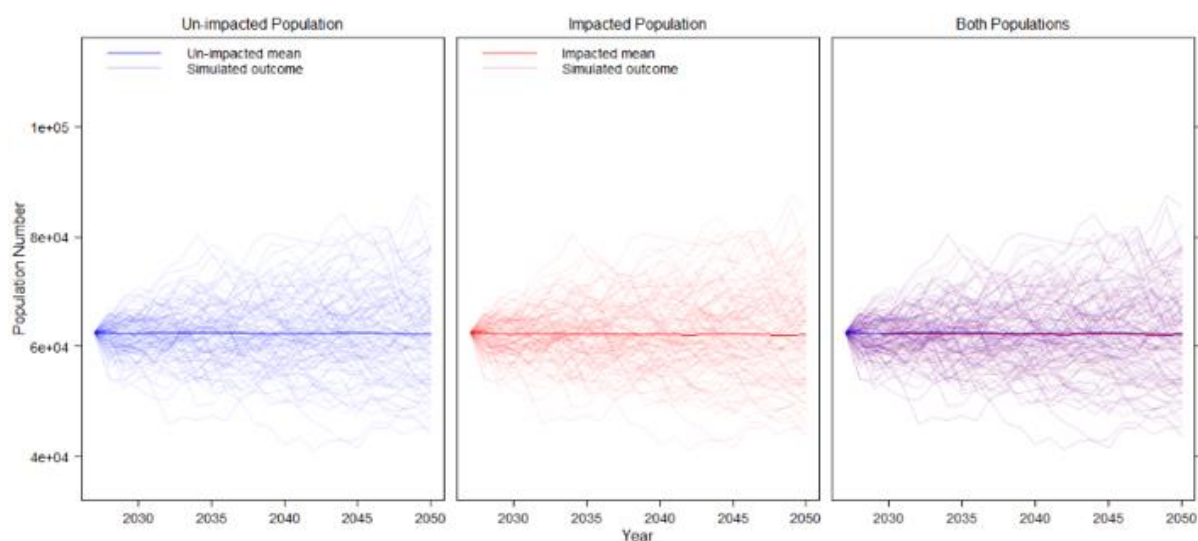 Un-impacted Population
Impacted Population
Both Populations
Un-impacted mean
Simulated outcome
Impacted mean
Simulated outcome
Population Number
1e+05
8e+04
6e+04
4e+04
2030 2035 2040 2045 2050
2030 2035 2040 2045 2050
2030 2035 2040 2045 2050
Year